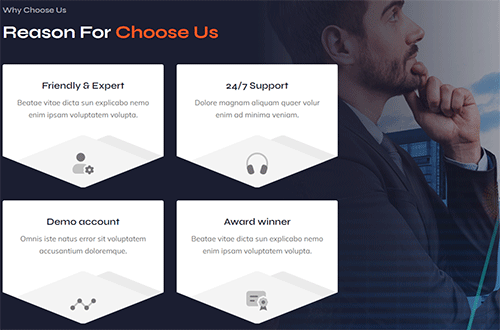 Why Choose Us
Reason For Choose Us
Friendly & Expert
Beatae vitae dicta sun explicabo nemo
enim ipsam voluptatem volupta.
24/7 Support
Dolore magnam aliquam quaer volur
enim ad minima veniam.
Demo account
Omnis iste natus error sit voluptatem
accusantium doloremque.
Award winner
Beatae vitae dicta sun explicabo nemo
enim ipsam voluptatem volupta.